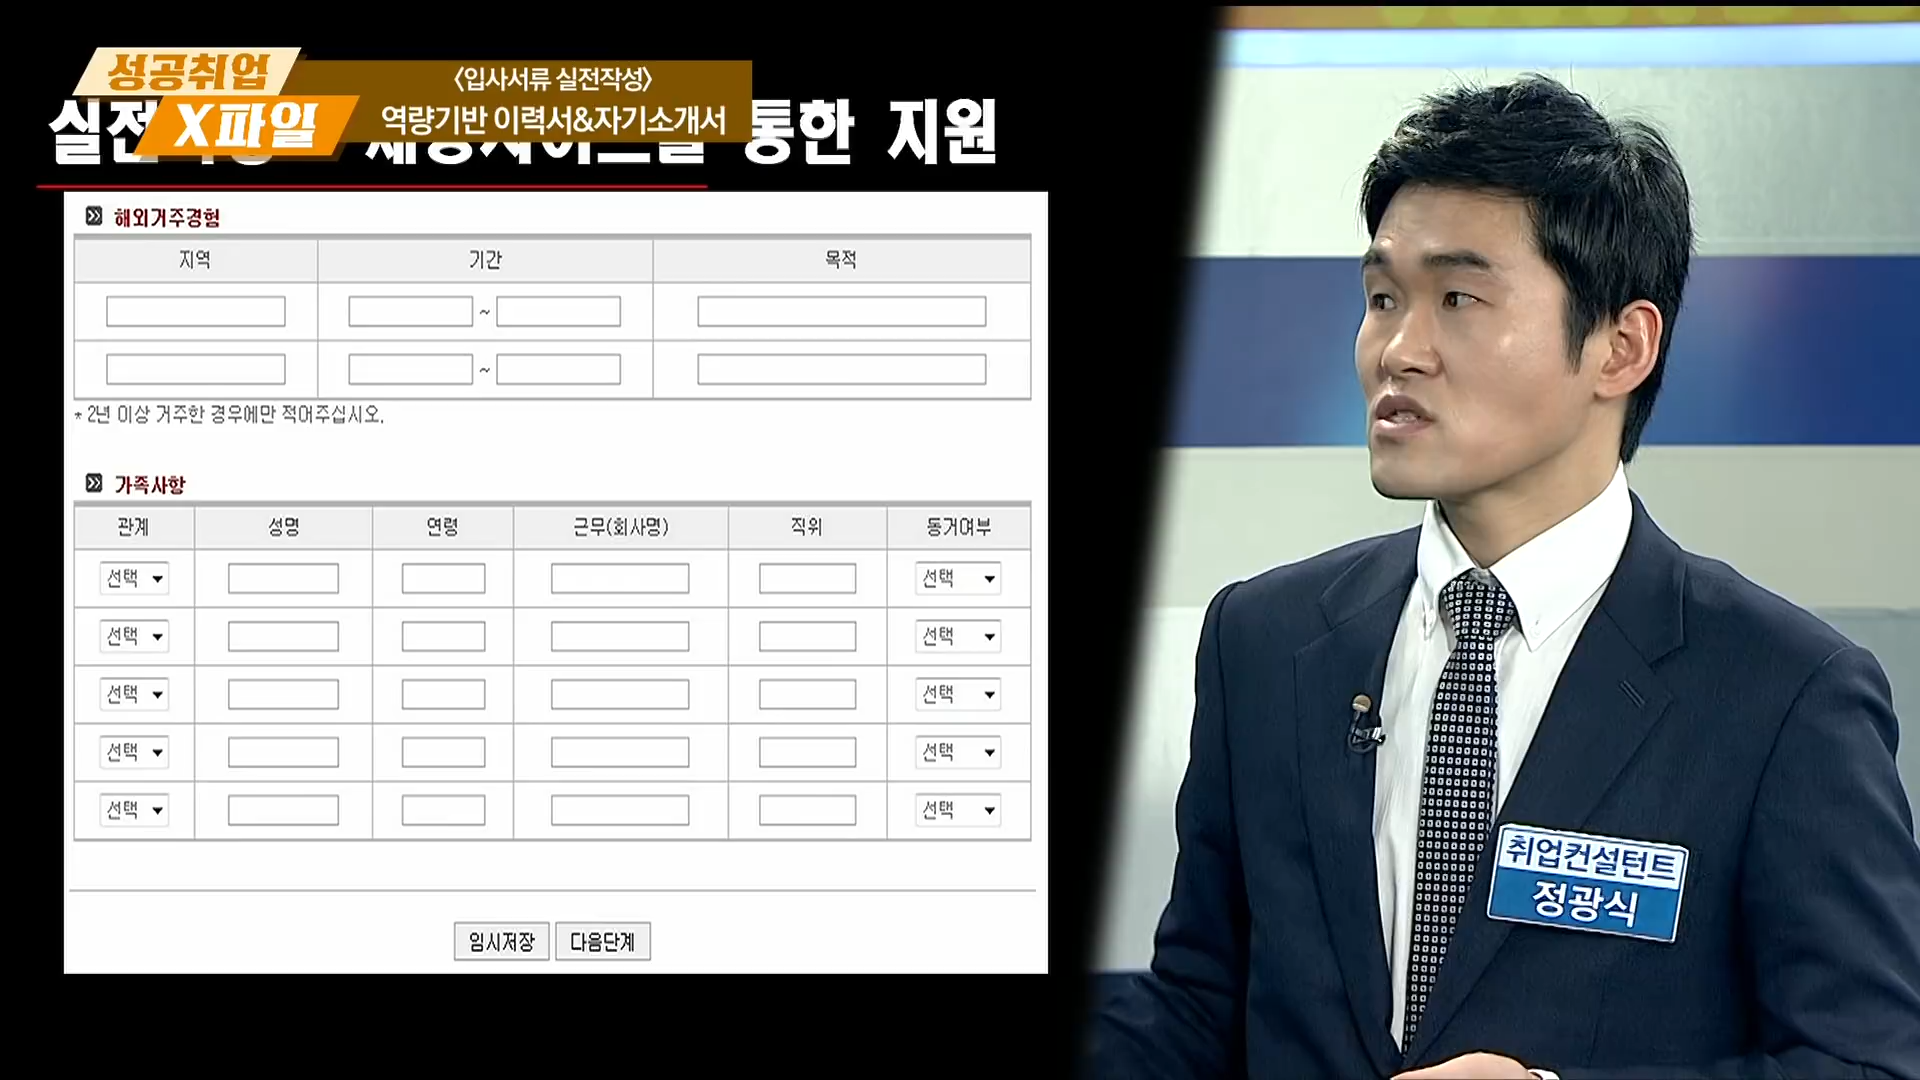 성공취업
X파일
〈입사서류 실전작성〉
역량기반 이력서&자기소개서
실전
통한 지원
해외거주경험
지역 기간 목적
~
~
* 2년 이상 거주한 경우에만 적어주십시오.
가족사항
관계 성명 연령 근무(회사명) 직위 동거여부
선택 선택
선택 선택
선택 선택
선택 선택
선택 선택
임시저장 다음단계
취업컨설턴트
정광식